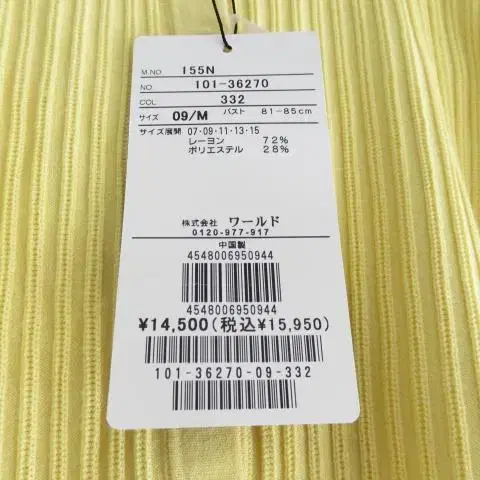 M.NO 155N
NO. 101-36270
COL 332
サイズ 09/M バスト 81-85cm
サイズ展開 07・09・11・13・15
レーヨン 72%
ポリエステル 28%
株式会社 ワールド
0120-977-917
中国製
4548006950944
4548006950944
¥14,500(税込¥15,950)
101-36270-09-332